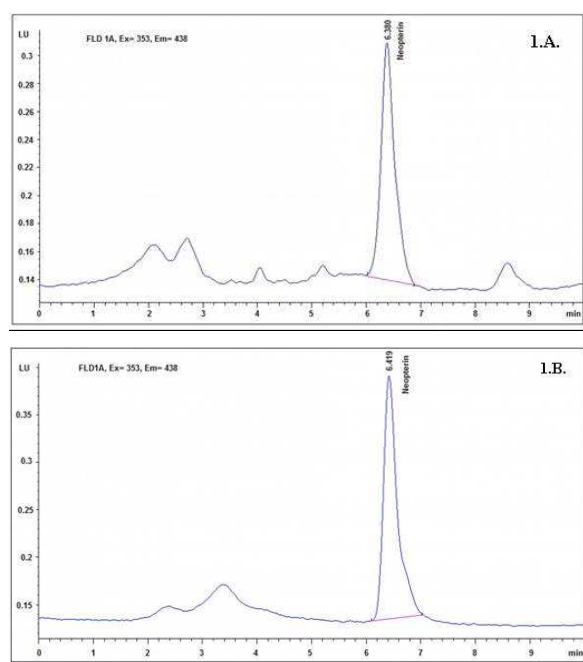 LU
FLD 1A, Ex= 353, Em= 438
6.380
Neopterin
1.A.
0.3
0.28
0.26
0.24
0.22
0.2
0.18
0.16
0.14
0 1 2 3 4 5 6 7 8 9 min
LU
FLD1A, Ex= 353, Em= 438
6.419
Neopterin
1.B.
0.35
0.3
0.25
0.2
0.15
0 1 2 3 4 5 6 7 8 9 min